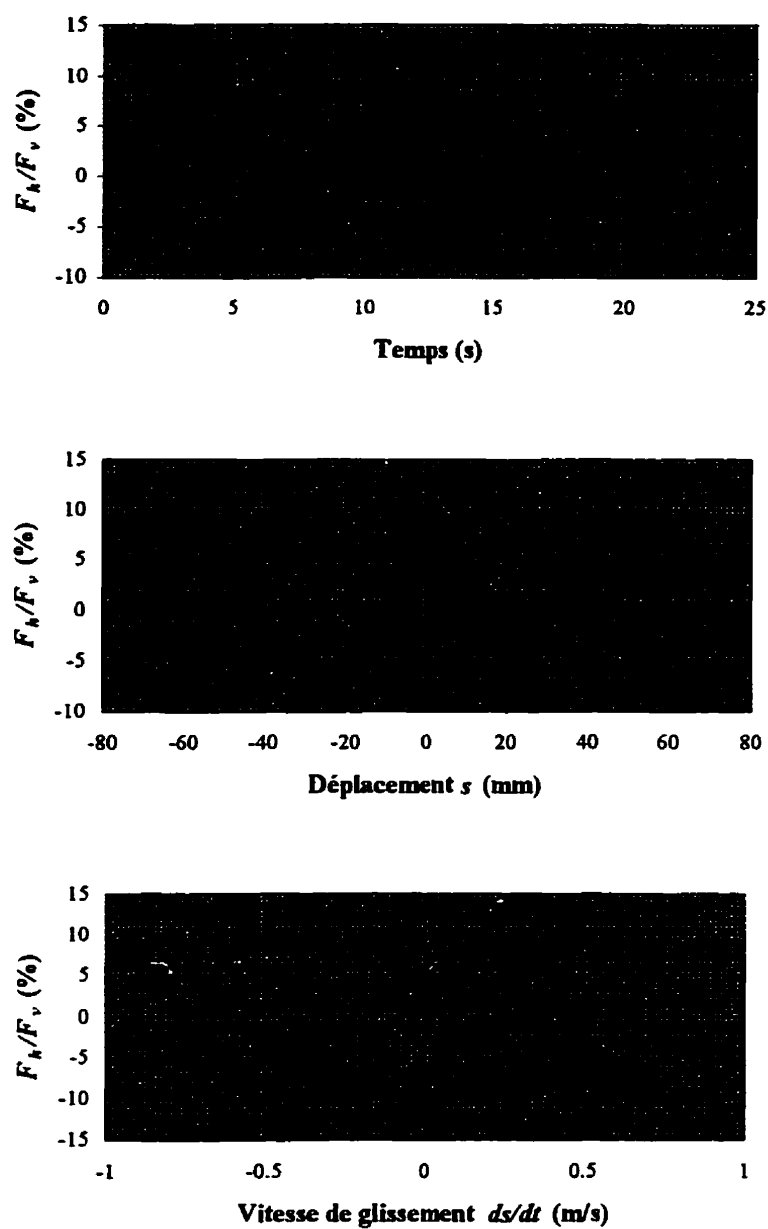 15
10
5
0
-5
-10
F_h/F_v (%)
0 5 10 15 20 25
Temps (s)
15
10
5
0
-5
-10
F_h/F_v (%)
-80 -60 -40 -20 0 20 40 60 80
Déplacement s (mm)
15
10
5
0
-5
-10
-15
F_h/F_v (%)
-1 -0.5 0 0.5 1
Vitesse de glissement ds/dt (m/s)